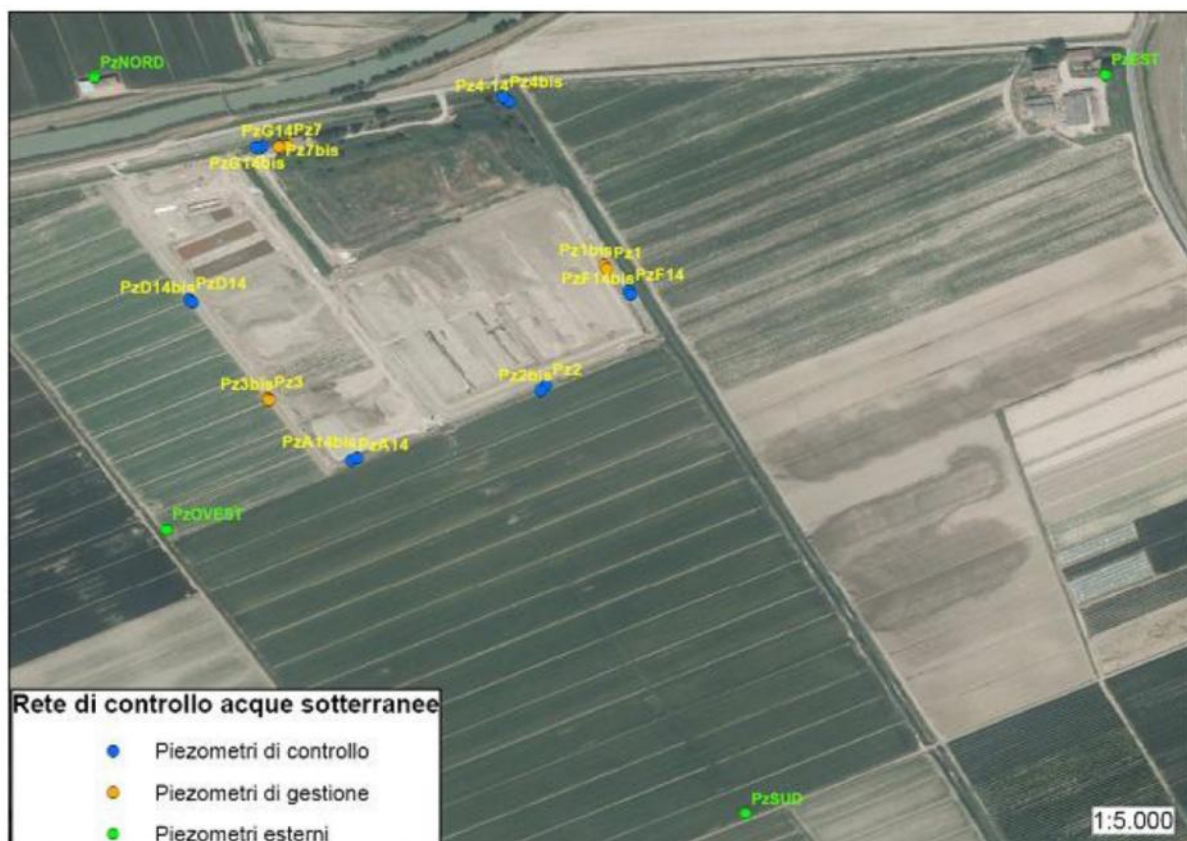 PzNORD
PzEST
Pz4-14 Pz4bis
PzG14 Pz7
PzG14bis Pz7bis
Pz1bis Pz1
PzF14bis PzF14
PzD14bis PzD14
Pz3bis Pz3
Pz2bis Pz2
PzA14bis PzA14
PzOVEST
PzSUD
Rete di controllo acque sotterranee
Piezometri di controllo
Piezometri di gestione
Piezometri esterni
1:5.000